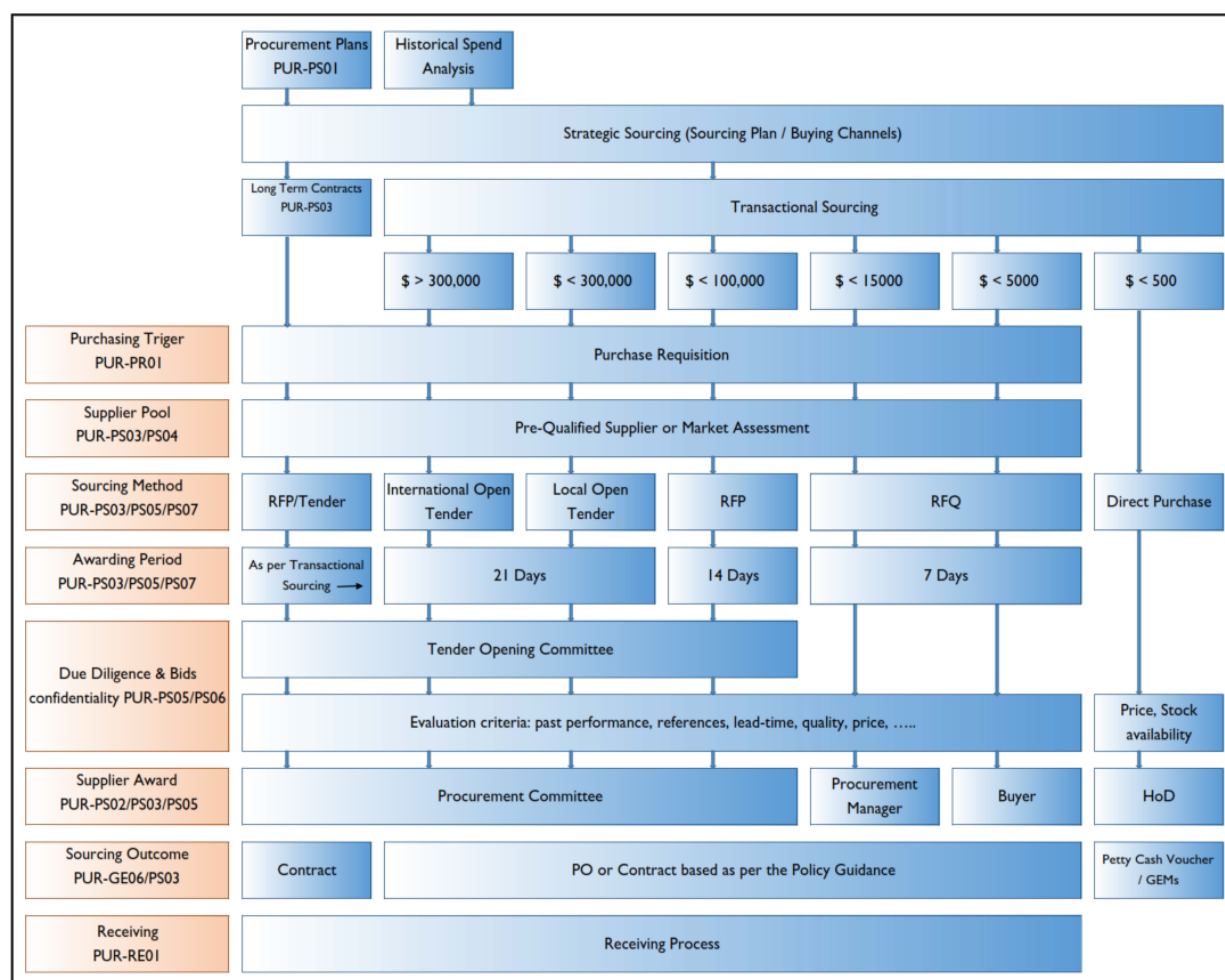 Procurement Plans
PUR-PS01
Historical Spend
Analysis
Strategic Sourcing (Sourcing Plan / Buying Channels)
Long Term Contracts
PUR-PS03
Transactional Sourcing
$ > 300,000
$ < 300,000
$ < 100,000
$ < 15000
$ < 5000
$ < 500
Purchasing Triger
PUR-PR01
Purchase Requisition
Supplier Pool
PUR-PS03/PS04
Pre-Qualified Supplier or Market Assessment
Sourcing Method
PUR-PS03/PS05/PS07
RFP/Tender
International Open
Tender
Local Open
Tender
RFP
RFQ
Direct Purchase
Awarding Period
PUR-PS03/PS05/PS07
As per Transactional
Sourcing
21 Days
14 Days
7 Days
Due Diligence & Bids
confidentiality PUR-PS05/PS06
Tender Opening Committee
Evaluation criteria: past performance, references, lead-time, quality, price, .....
Price, Stock
availability
Supplier Award
PUR-PS02/PS03/PS05
Procurement Committee
Procurement
Manager
Buyer
HoD
Sourcing Outcome
PUR-GE06/PS03
Contract
PO or Contract based as per the Policy Guidance
Petty Cash Voucher
/ GEMs
Receiving
PUR-RE01
Receiving Process